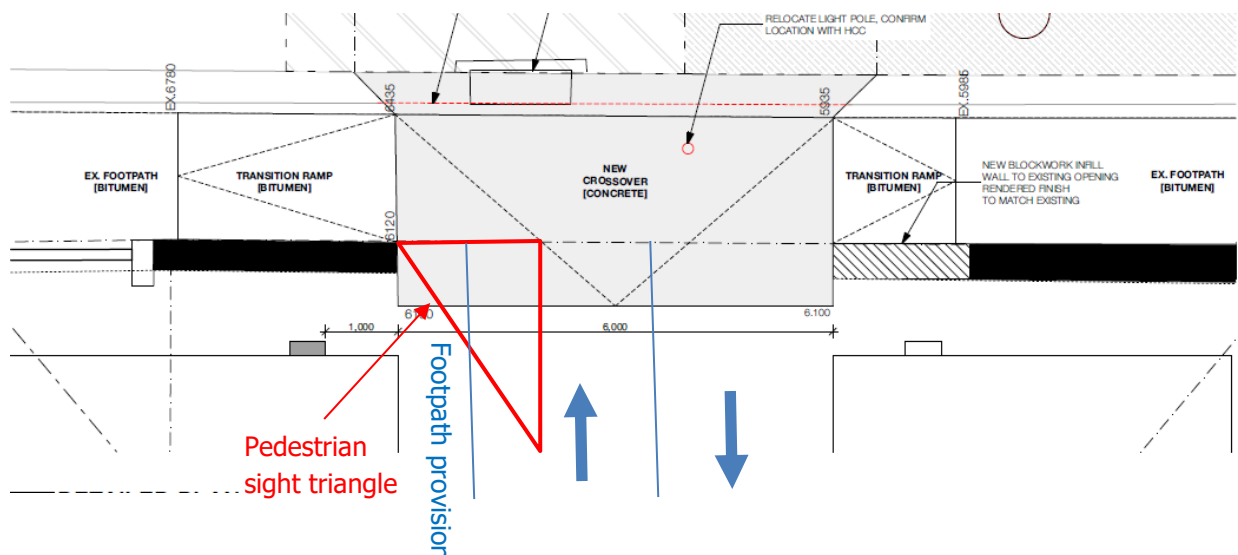 RELOCATE LIGHT POLE, CONFIRM
LOCATION WITH HCC
EX.6780
6435
5935
EX.5985
EX. FOOTPATH
[BITUMEN]
TRANSITION RAMP
[BITUMEN]
NEW
CROSSOVER
[CONCRETE]
TRANSITION RAMP
[BITUMEN]
NEW BLOCKWORK INFILL
WALL TO EXISTING OPENING
RENDERED FINISH
TO MATCH EXISTING
EX. FOOTPATH
[BITUMEN]
6120
6.100
1,000
6,000
Footpath provision
Pedestrian
sight triangle